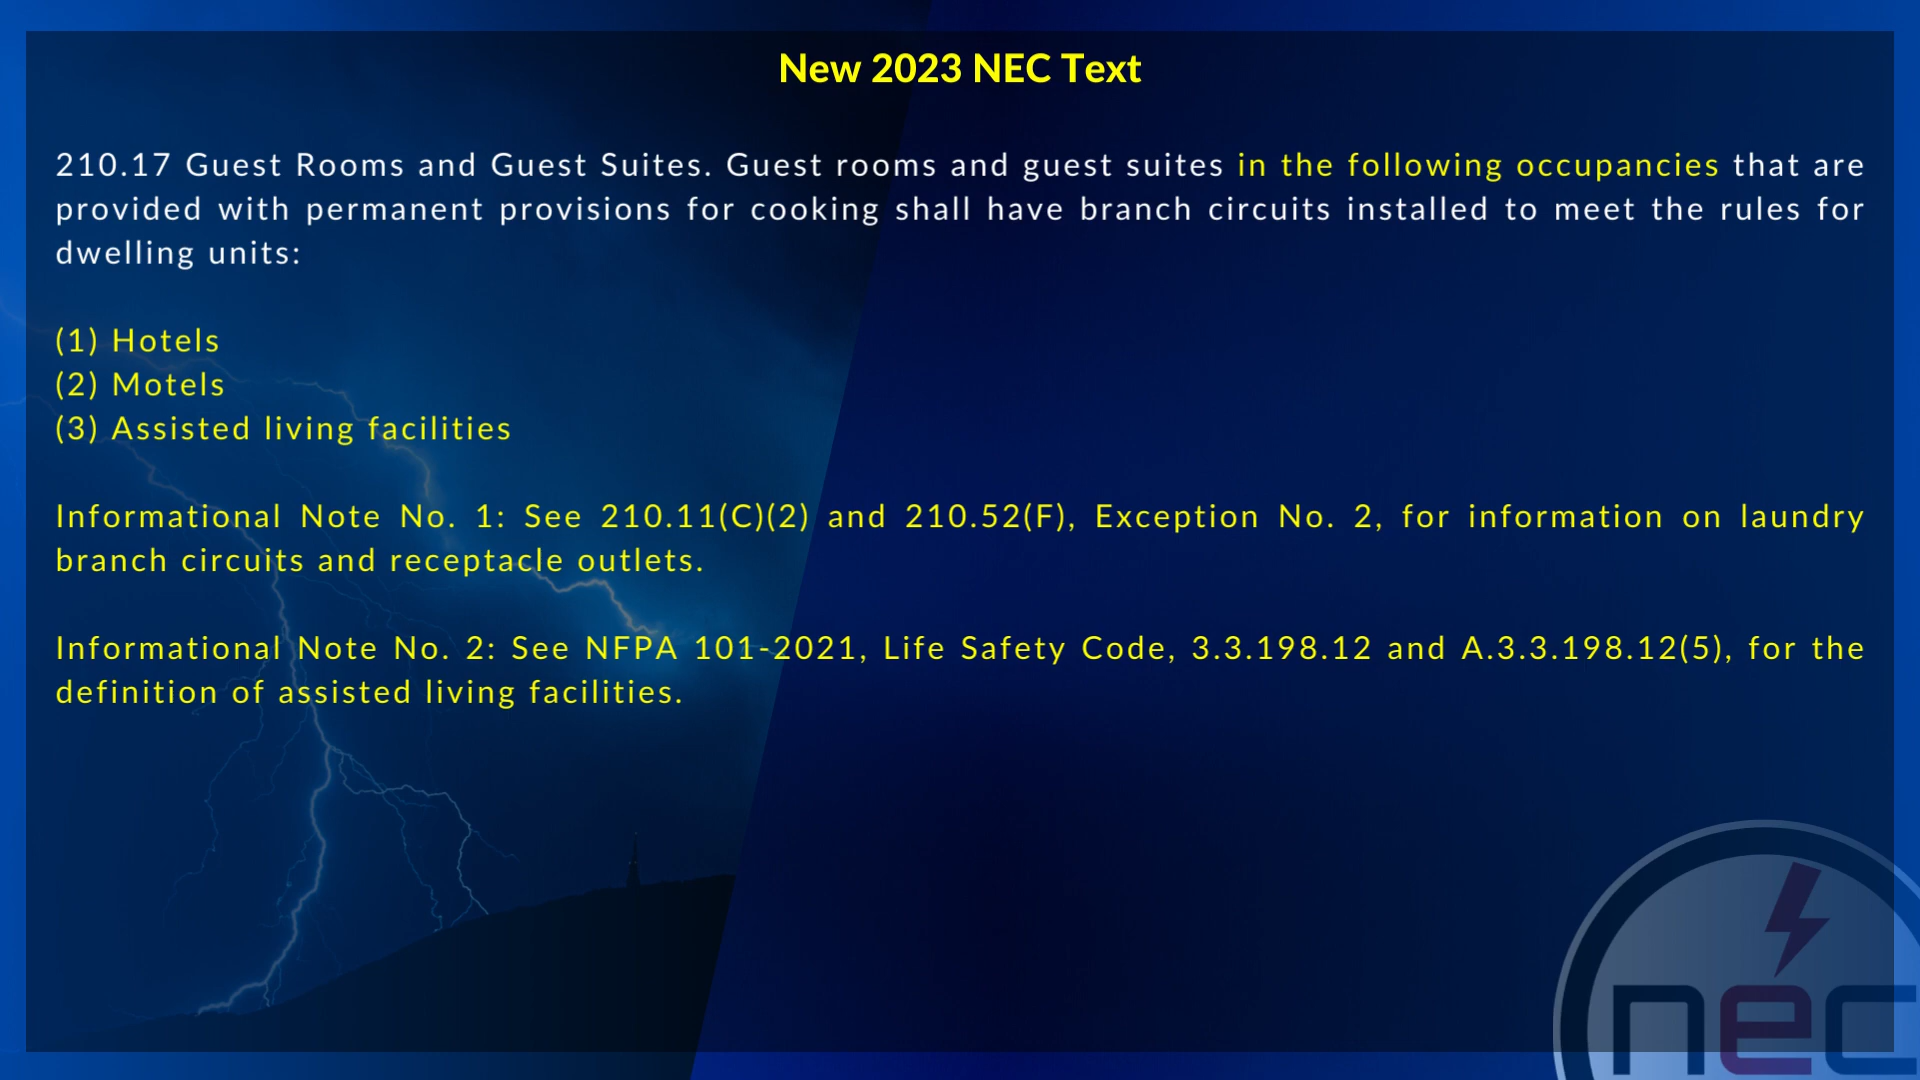 New 2023 NEC Text
210.17 Guest Rooms and Guest Suites. Guest rooms and guest suites in the following occupancies that are
provided with permanent provisions for cooking shall have branch circuits installed to meet the rules for
dwelling units:
(1) Hotels
(2) Motels
(3) Assisted living facilities
Informational Note No. 1: See 210.11(C)(2) and 210.52(F), Exception No. 2, for information on laundry
branch circuits and receptacle outlets.
Informational Note No. 2: See NFPA 101-2021, Life Safety Code, 3.3.198.12 and A.3.3.198.12(5), for the
definition of assisted living facilities.
nec